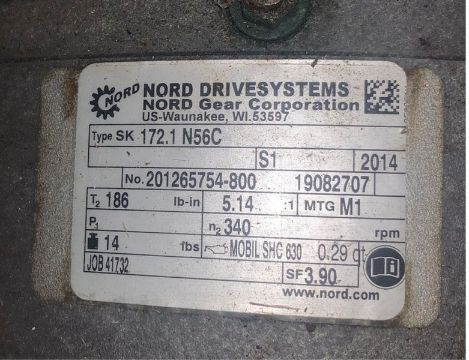 NORD
NORD DRIVESYSTEMS
NORD Gear Corporation
US-Waunakee, WI.53597
Type SK 172.1 N56C
S1 2014
No. 201265754-800 19082707
T2 186 lb-in 5.14 :1 MTG M1
P1 n2 340 rpm
14 lbs MOBIL SHC 630 0.29 qt
JOB 41732 SF 3.90
www.nord.com